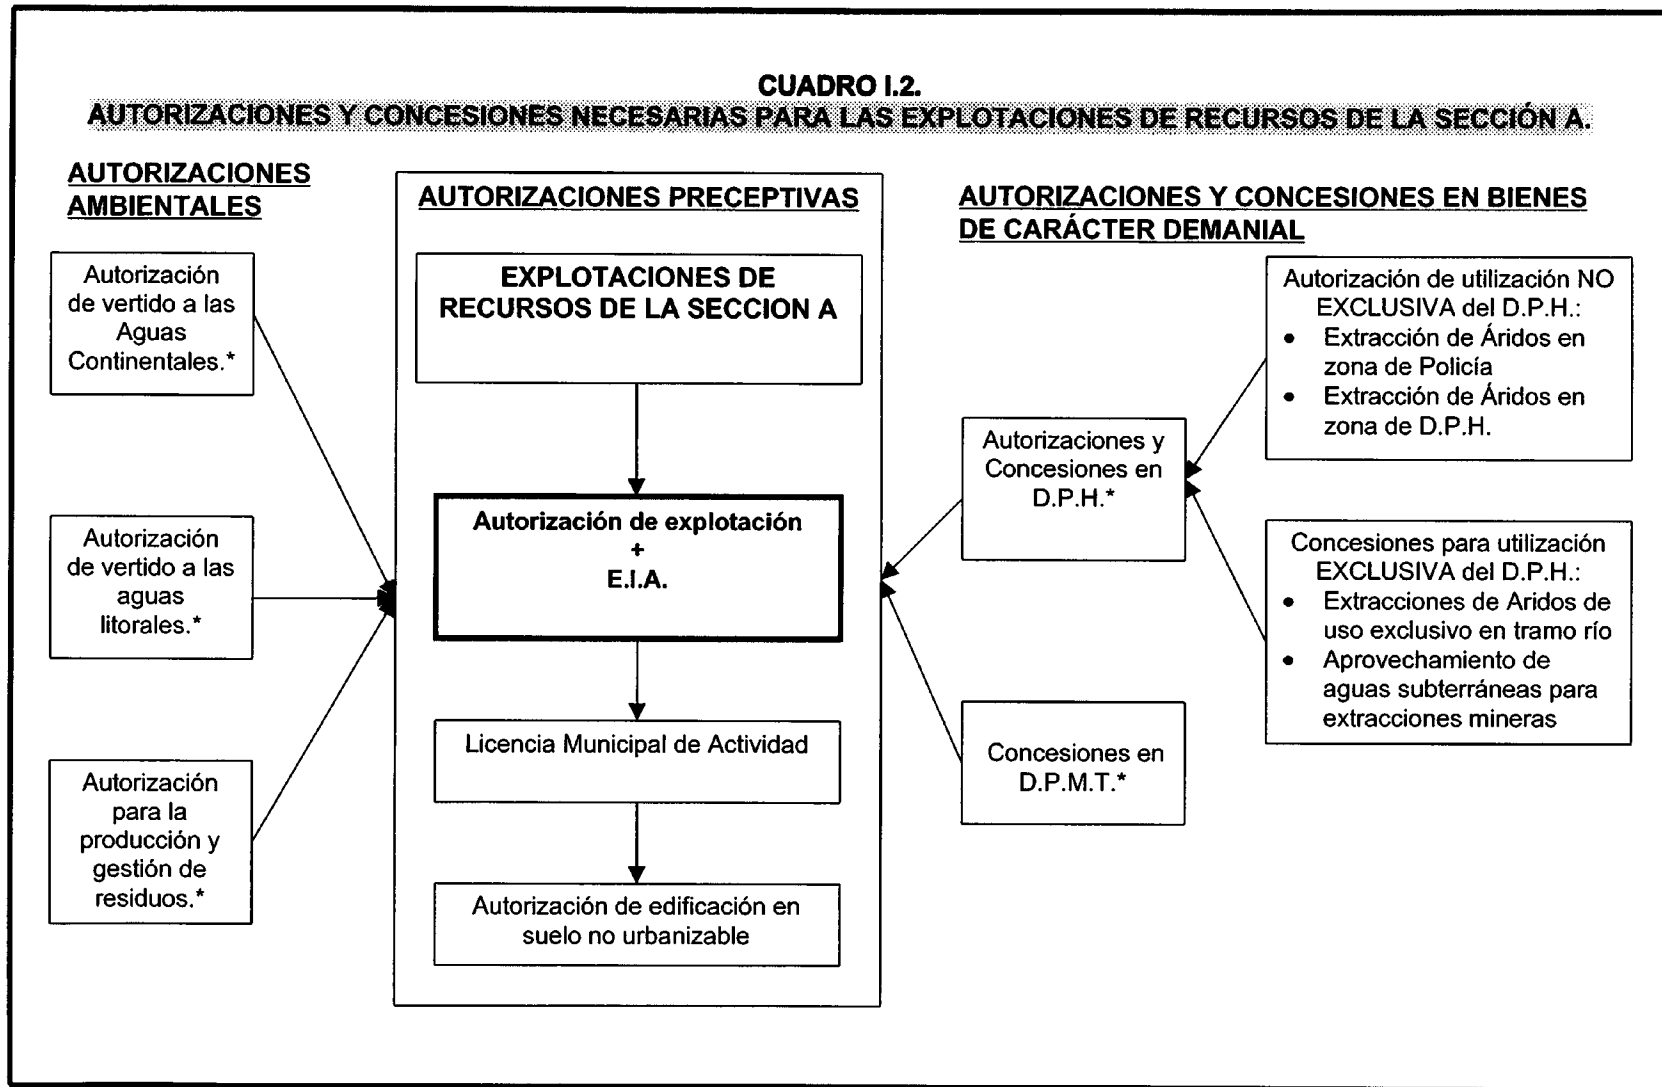 CUADRO I.2.
AUTORIZACIONES Y CONCESIONES NECESARIAS PARA LAS EXPLOTACIONES DE RECURSOS DE LA SECCIÓN A.
AUTORIZACIONES
AMBIENTALES
Autorización
de vertido a las
Aguas
Continentales.*
Autorización
de vertido a las
aguas
litorales.*
Autorización
para la
producción y
gestión de
residuos.*
AUTORIZACIONES PRECEPTIVAS
EXPLOTACIONES DE
RECURSOS DE LA SECCION A
Autorización de explotación
+
E.I.A.
Licencia Municipal de Actividad
Autorización de edificación en
suelo no urbanizable
AUTORIZACIONES Y CONCESIONES EN BIENES
DE CARÁCTER DEMANIAL
Autorizaciones y
Concesiones en
D.P.H.*
Concesiones en
D.P.M.T.*
Autorización de utilización NO
EXCLUSIVA del D.P.H.:
• Extracción de Áridos en
zona de Policía
• Extracción de Áridos en
zona de D.P.H.
Concesiones para utilización
EXCLUSIVA del D.P.H.:
• Extracciones de Aridos de
uso exclusivo en tramo río
• Aprovechamiento de
aguas subterráneas para
extracciones mineras